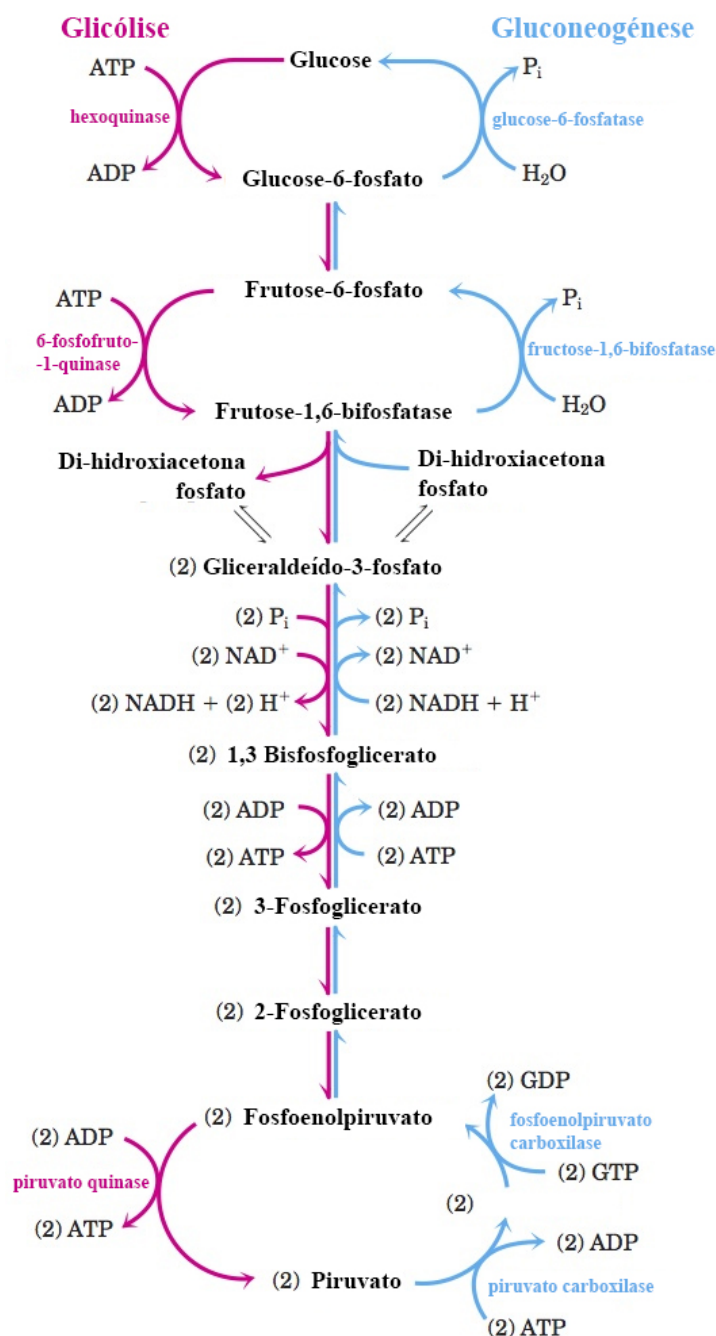 Glicólise
Gluconeogénese
ATP
Glucose
P_i
hexoquinase
glucose-6-fosfatase
ADP
Glucose-6-fosfato
H₂O
ATP
Frutose-6-fosfato
P_i
6-fosfofruto-
-1-quinase
fructose-1,6-bifosfatase
ADP
Frutose-1,6-bifosfatase
H₂O
Di-hidroxiacetona
fosfato
Di-hidroxiacetona
fosfato
(2) Gliceraldeído-3-fosfato
(2) P_i
(2) P_i
(2) NAD⁺
(2) NAD⁺
(2) NADH + (2) H⁺
(2) NADH + H⁺
(2) 1,3 Bisfosfoglicerato
(2) ADP
(2) ADP
(2) ATP
(2) ATP
(2) 3-Fosfoglicerato
(2) 2-Fosfoglicerato
(2) GDP
(2) Fosfoenolpiruvato
fosfoenolpiruvato
carboxilase
(2) ADP
(2) GTP
piruvato quinase
(2)
(2) ATP
(2) ADP
(2) Piruvato
piruvato carboxilase
(2) ATP